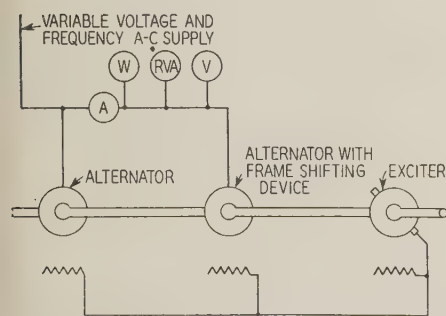 VARIABLE VOLTAGE AND
FREQUENCY A-C SUPPLY
W
RVA
V
A
ALTERNATOR
ALTERNATOR WITH
FRAME SHIFTING
DEVICE
EXCITER